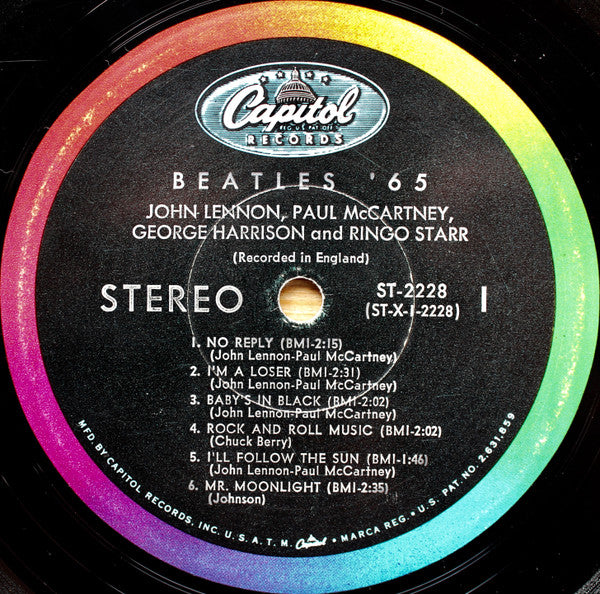 Capitol
REG. U.S. PAT. OFF.
RECORDS
BEATLES '65
JOHN LENNON, PAUL McCARTNEY,
GEORGE HARRISON and RINGO STARR
(Recorded in England)
STEREO
ST-2228
(ST-X-1-2228)
1
1. NO REPLY (BMI-2:15)
(John Lennon-Paul McCartney)
2. I'M A LOSER (BMI-2:31)
(John Lennon-Paul McCartney)
3. BABY'S IN BLACK (BMI-2:02)
(John Lennon-Paul McCartney)
4. ROCK AND ROLL MUSIC (BMI-2:02)
(Chuck Berry)
5. I'LL FOLLOW THE SUN (BMI-1:46)
(John Lennon-Paul McCartney)
6. MR. MOONLIGHT (BMI-2:35)
(Johnson)
MFD. BY CAPITOL RECORDS, INC. U.S.A. T.M. Capitol • MARCA REG. • U.S. PAT. NO. 2,631,859